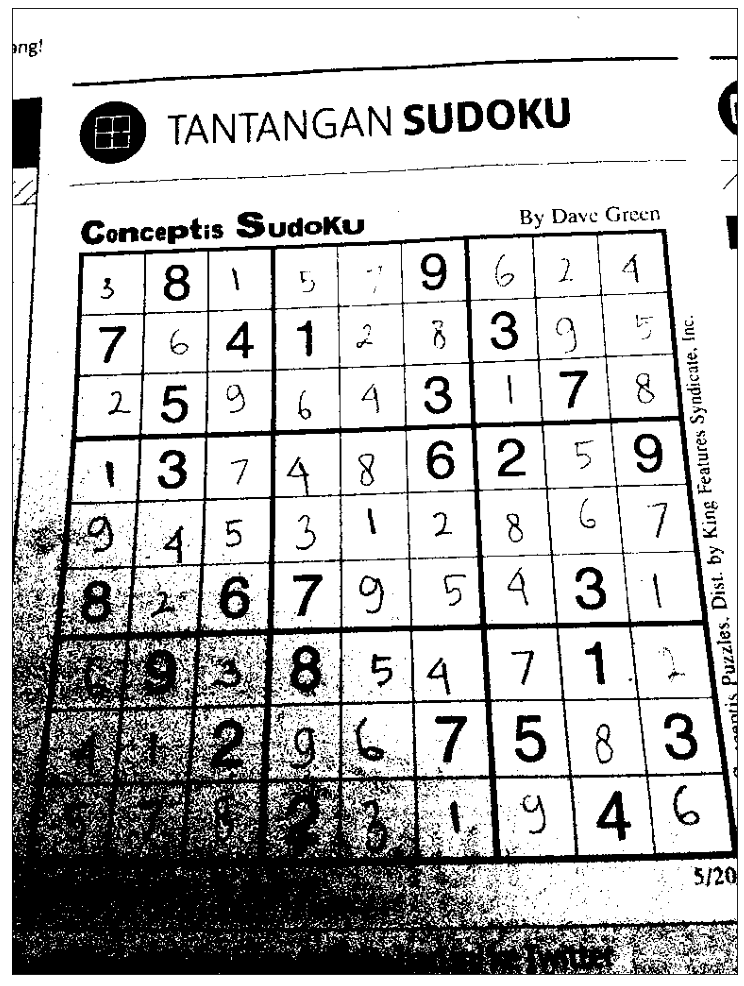 ong!
TANTANGAN SUDOKU
Conceptis SudoKu
By Dave Green
3 8 1 5 7 9 6 2 4
7 6 4 1 2 8 3 9 5
2 5 9 6 4 3 1 7 8
1 3 7 4 8 6 2 5 9
9 4 5 3 1 2 8 6 7
8 2 6 7 9 5 4 3 1
6 9 3 8 5 4 7 1 2
4 1 2 9 6 7 5 8 3
5 7 8 2 3 1 9 4 6
Puzzles. Dist. by King Features Syndicate, Inc.
5/20
Twitter